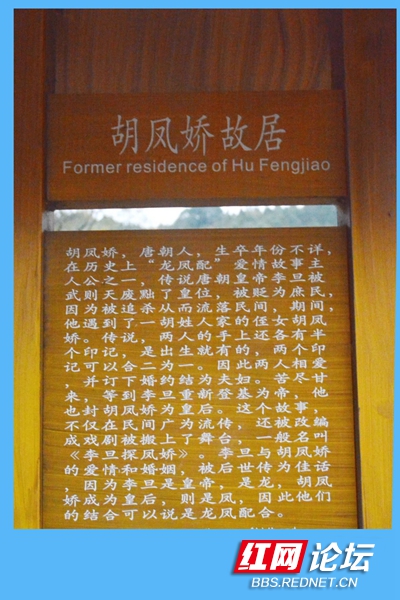 胡凤娇故居
Former residence of Hu Fengjiao
胡凤娇，唐朝人，生卒年份不详，
在历史上“龙凤配”爱情故事主
人公之一，传说唐朝皇帝李旦被
武则天废黜了皇位，被贬为庶民，
因为被追杀从而流落民间，期间，
他遇到了一胡姓人家的侄女胡凤
娇。传说，两人的手上还各有半
个印记，是出生就有的，两个印
记可以合二为一。因此两人相爱
，并订下婚约结为夫妇。苦尽甘
来，等到李旦重新登基为帝，他
也封胡凤娇为皇后。这个故事，
不仅在民间广为流传，还被改编
成戏剧被搬上了舞台，一般名叫
《李旦探凤娇》。李旦与胡凤娇
的爱情和婚姻，被后世传为佳话
，因为李旦是皇帝，是龙，胡凤
娇成为皇后，则是凤，因此他们
的结合可以说是龙凤配合。
红网论坛
BBS.REDNET.CN